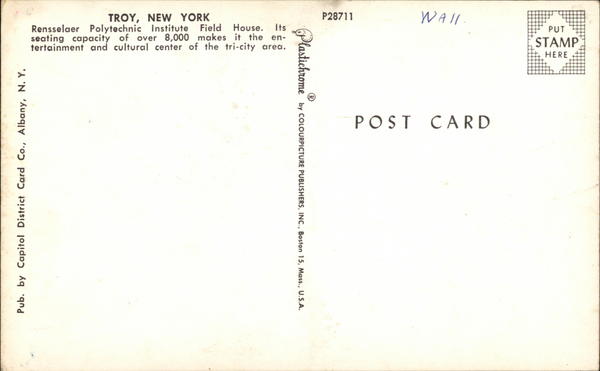 TROY, NEW YORK
Rensselaer Polytechnic Institute Field House. Its
seating capacity of over 8,000 makes it the en-
tertainment and cultural center of the tri-city area.
Pub. by Capitol District Card Co., Albany, N. Y.
Plastichrome ® by COLOURPICTURE PUBLISHERS, INC., Boston 15, Mass., U.S.A.
P28711
Wall
PUT
STAMP
HERE
POST CARD